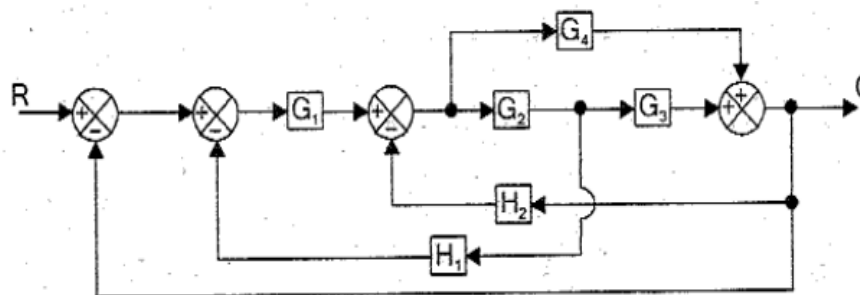 G₄
R + - + - G₁ + - G₂ G₃ + + C
H₂
H₁